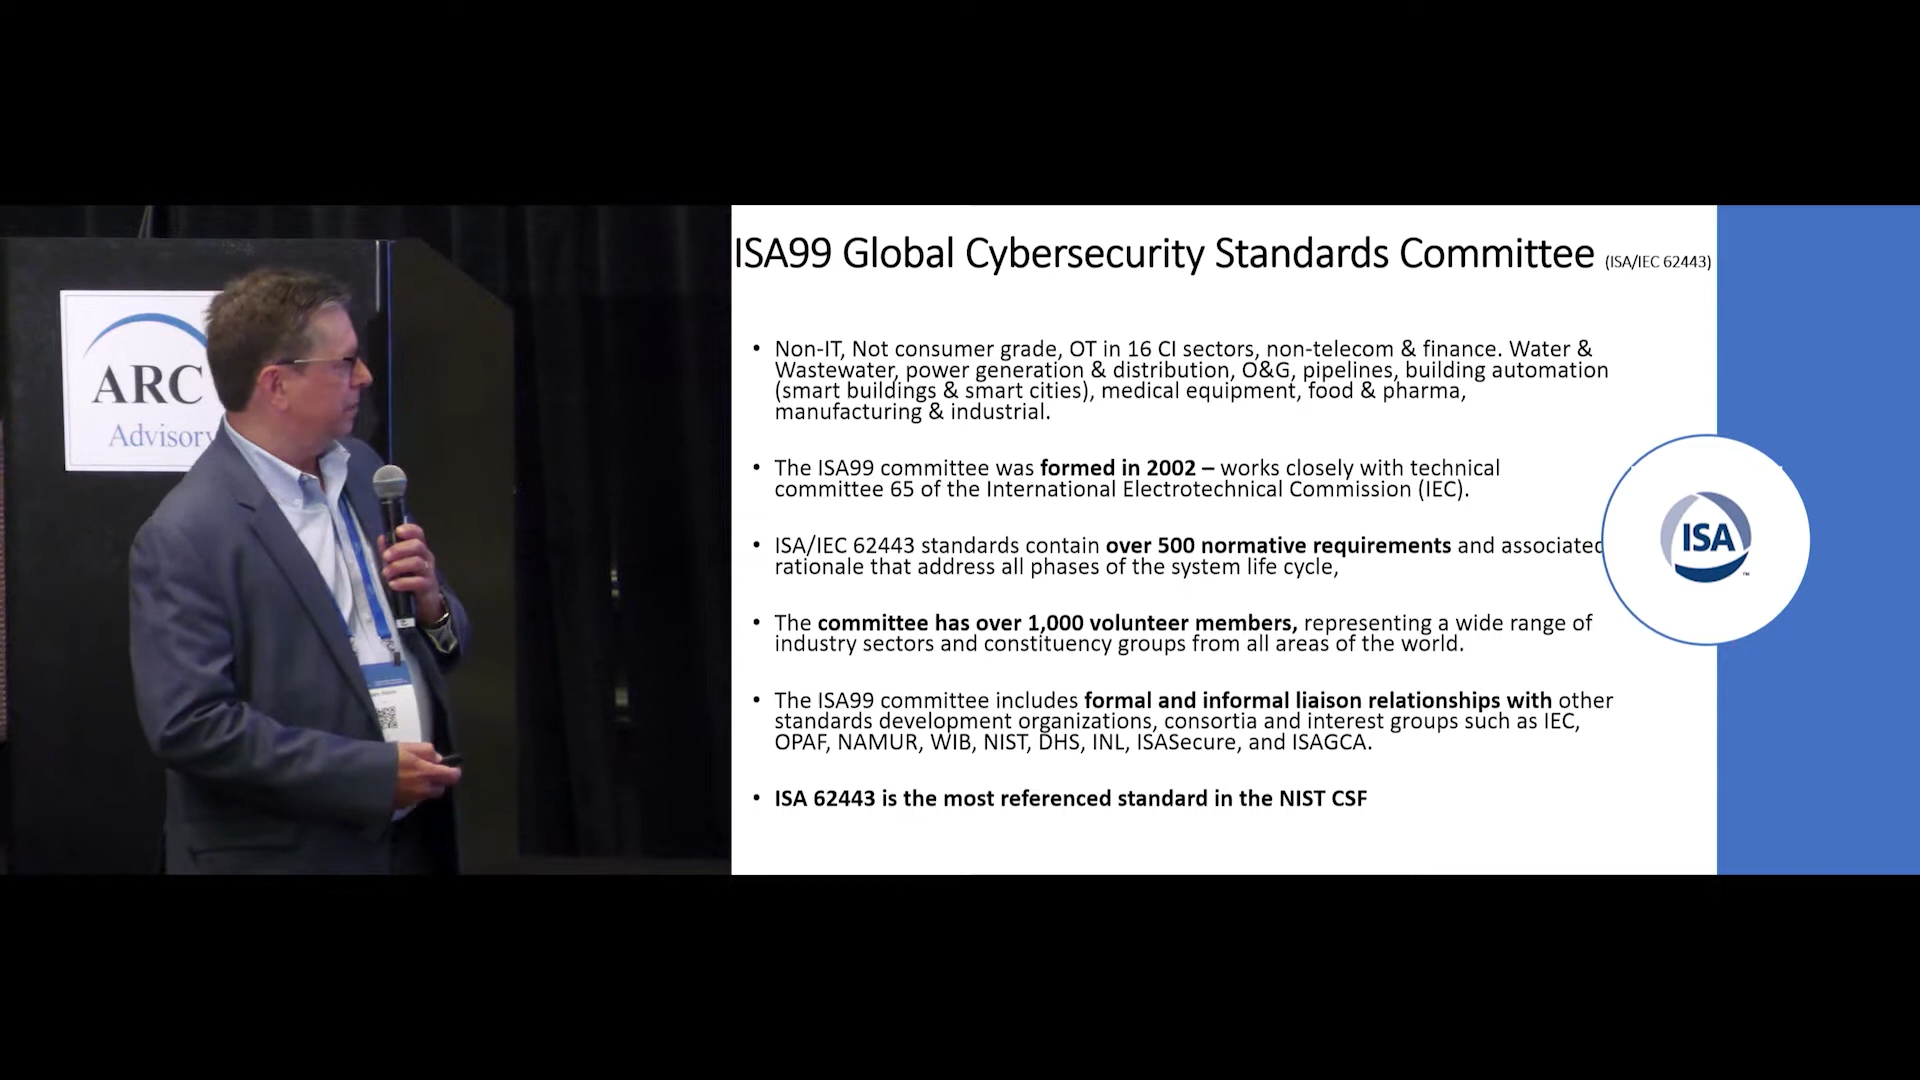 ARC
Advisory
ISA99 Global Cybersecurity Standards Committee (ISA/IEC 62443)
• Non-IT, Not consumer grade, OT in 16 CI sectors, non-telecom & finance. Water &
Wastewater, power generation & distribution, O&G, pipelines, building automation
(smart buildings & smart cities), medical equipment, food & pharma,
manufacturing & industrial.
• The ISA99 committee was formed in 2002 – works closely with technical
committee 65 of the International Electrotechnical Commission (IEC).
• ISA/IEC 62443 standards contain over 500 normative requirements and associated
rationale that address all phases of the system life cycle,
• The committee has over 1,000 volunteer members, representing a wide range of
industry sectors and constituency groups from all areas of the world.
• The ISA99 committee includes formal and informal liaison relationships with other
standards development organizations, consortia and interest groups such as IEC,
OPAF, NAMUR, WIB, NIST, DHS, INL, ISASecure, and ISAGCA.
• ISA 62443 is the most referenced standard in the NIST CSF
ISA
TM